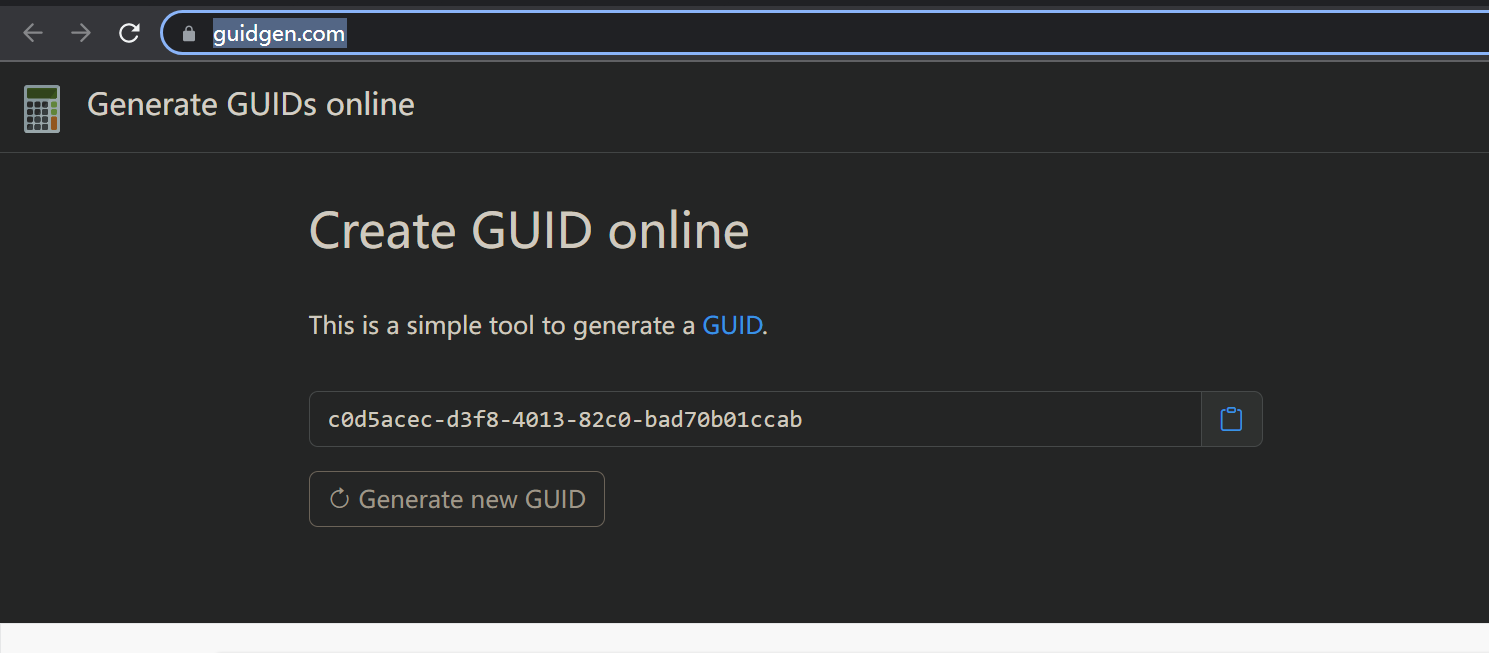 guidgen.com
Generate GUIDs online
Create GUID online
This is a simple tool to generate a GUID.
c0d5acec-d3f8-4013-82c0-bad70b01ccab
Generate new GUID